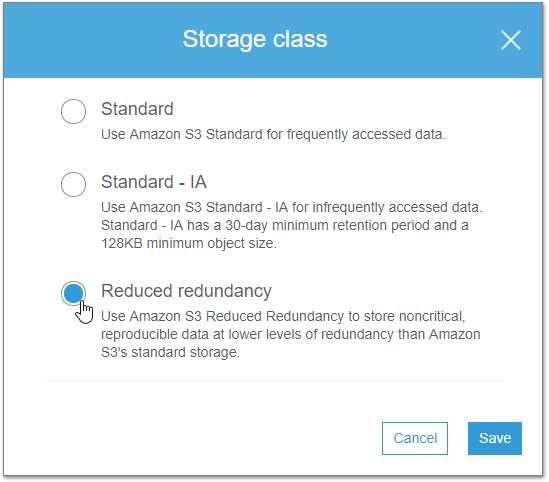 Storage class
Standard
Use Amazon S3 Standard for frequently accessed data.
Standard - IA
Use Amazon S3 Standard - IA for infrequently accessed data.
Standard - IA has a 30-day minimum retention period and a
128KB minimum object size.
Reduced redundancy
Use Amazon S3 Reduced Redundancy to store noncritical,
reproducible data at lower levels of redundancy than Amazon
S3's standard storage.
Cancel
Save